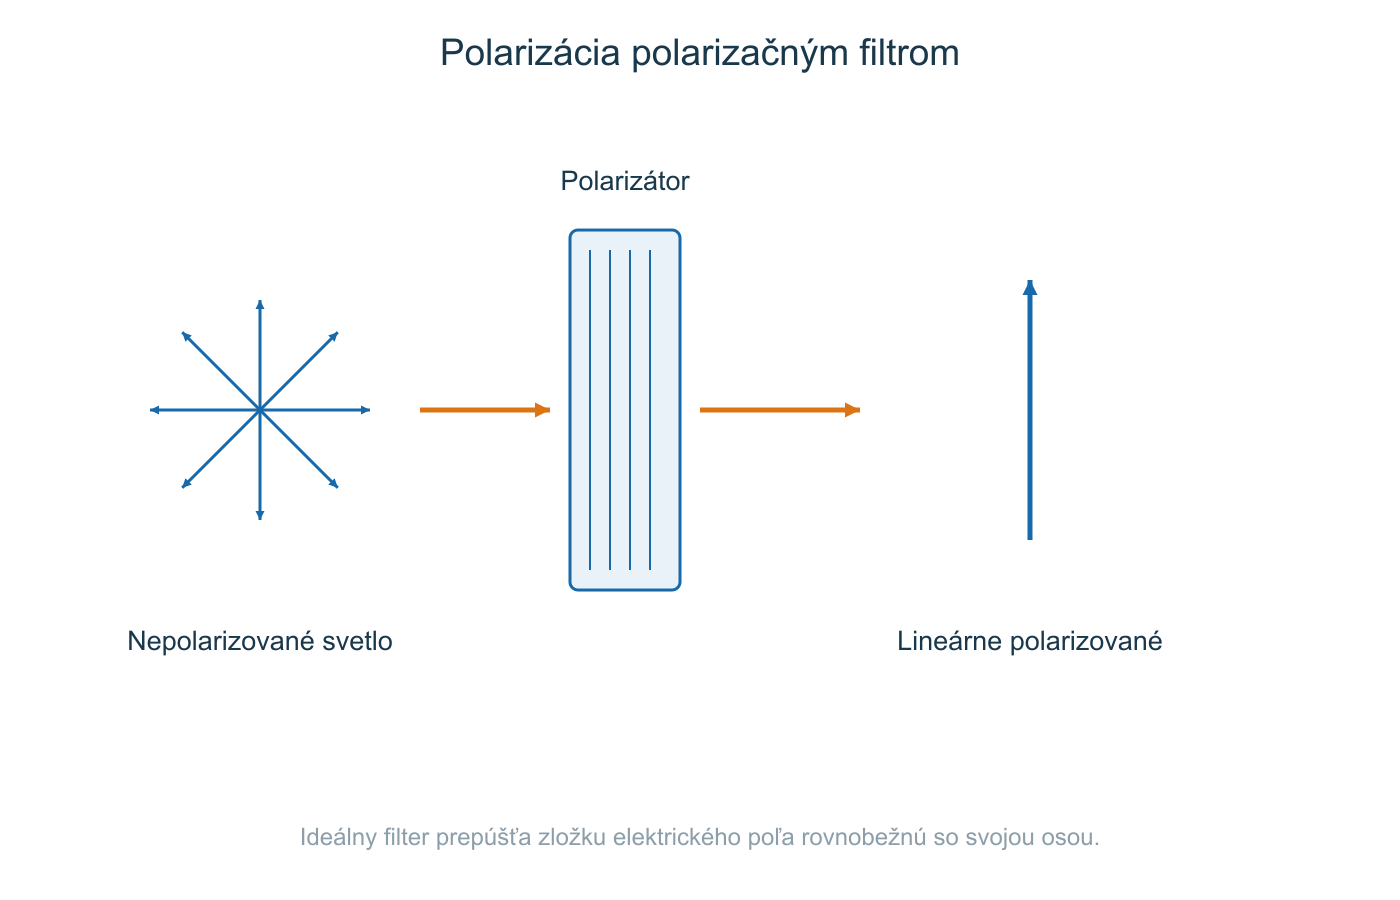 Polarizácia polarizačným filtrom
Polarizátor
Nepolarizované svetlo
Lineárne polarizované
Ideálny filter prepúšťa zložku elektrického poľa rovnobežnú so svojou osou.